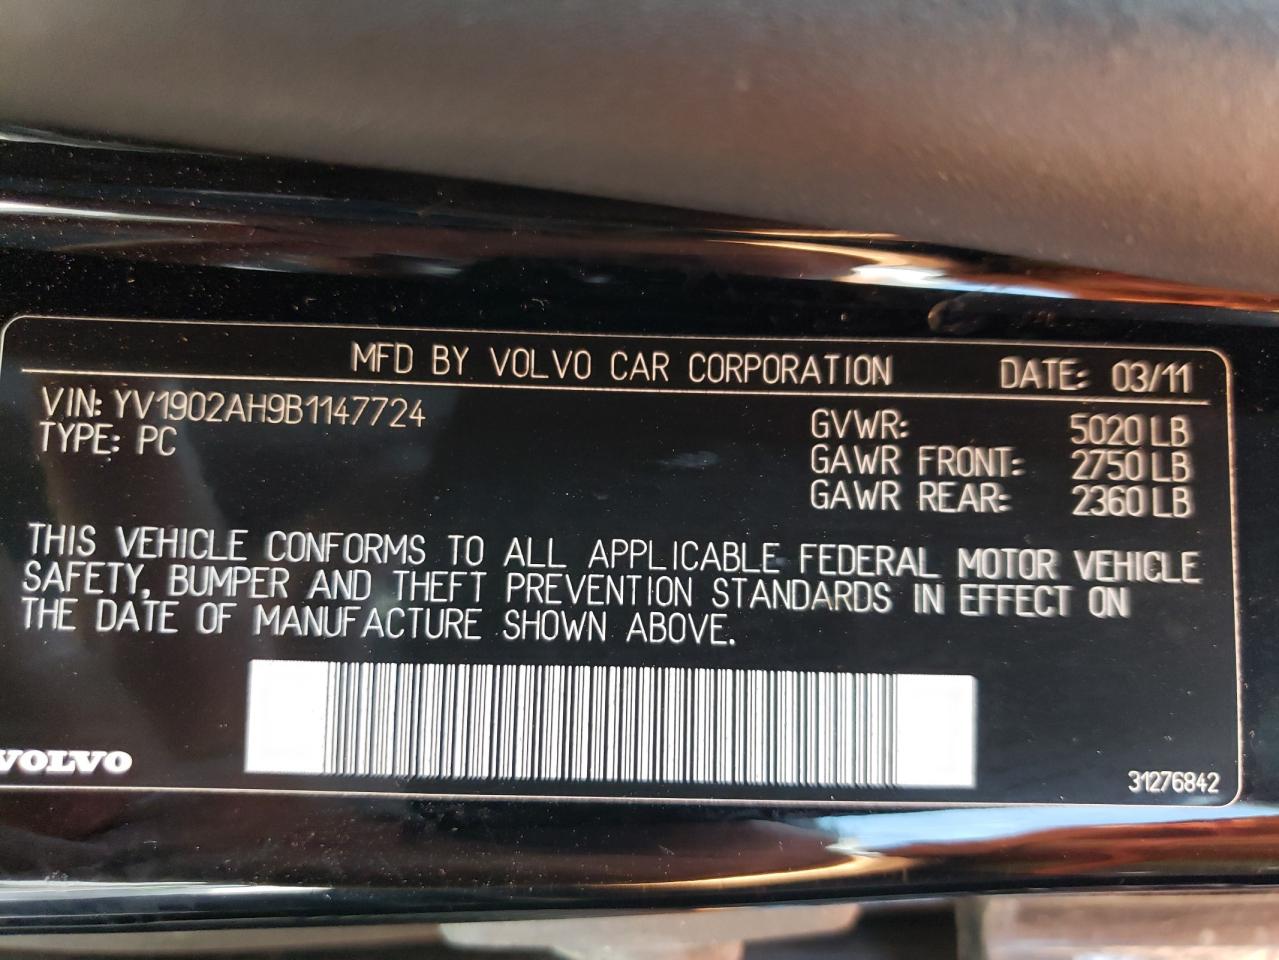 MFD BY VOLVO CAR CORPORATION DATE: 03/11
VIN: YV1902AH9B1147724
TYPE: PC
GVWR: 5020 LB
GAWR FRONT: 2750 LB
GAWR REAR: 2360 LB
THIS VEHICLE CONFORMS TO ALL APPLICABLE FEDERAL MOTOR VEHICLE
SAFETY, BUMPER AND THEFT PREVENTION STANDARDS IN EFFECT ON
THE DATE OF MANUFACTURE SHOWN ABOVE.
VOLVO
31276842